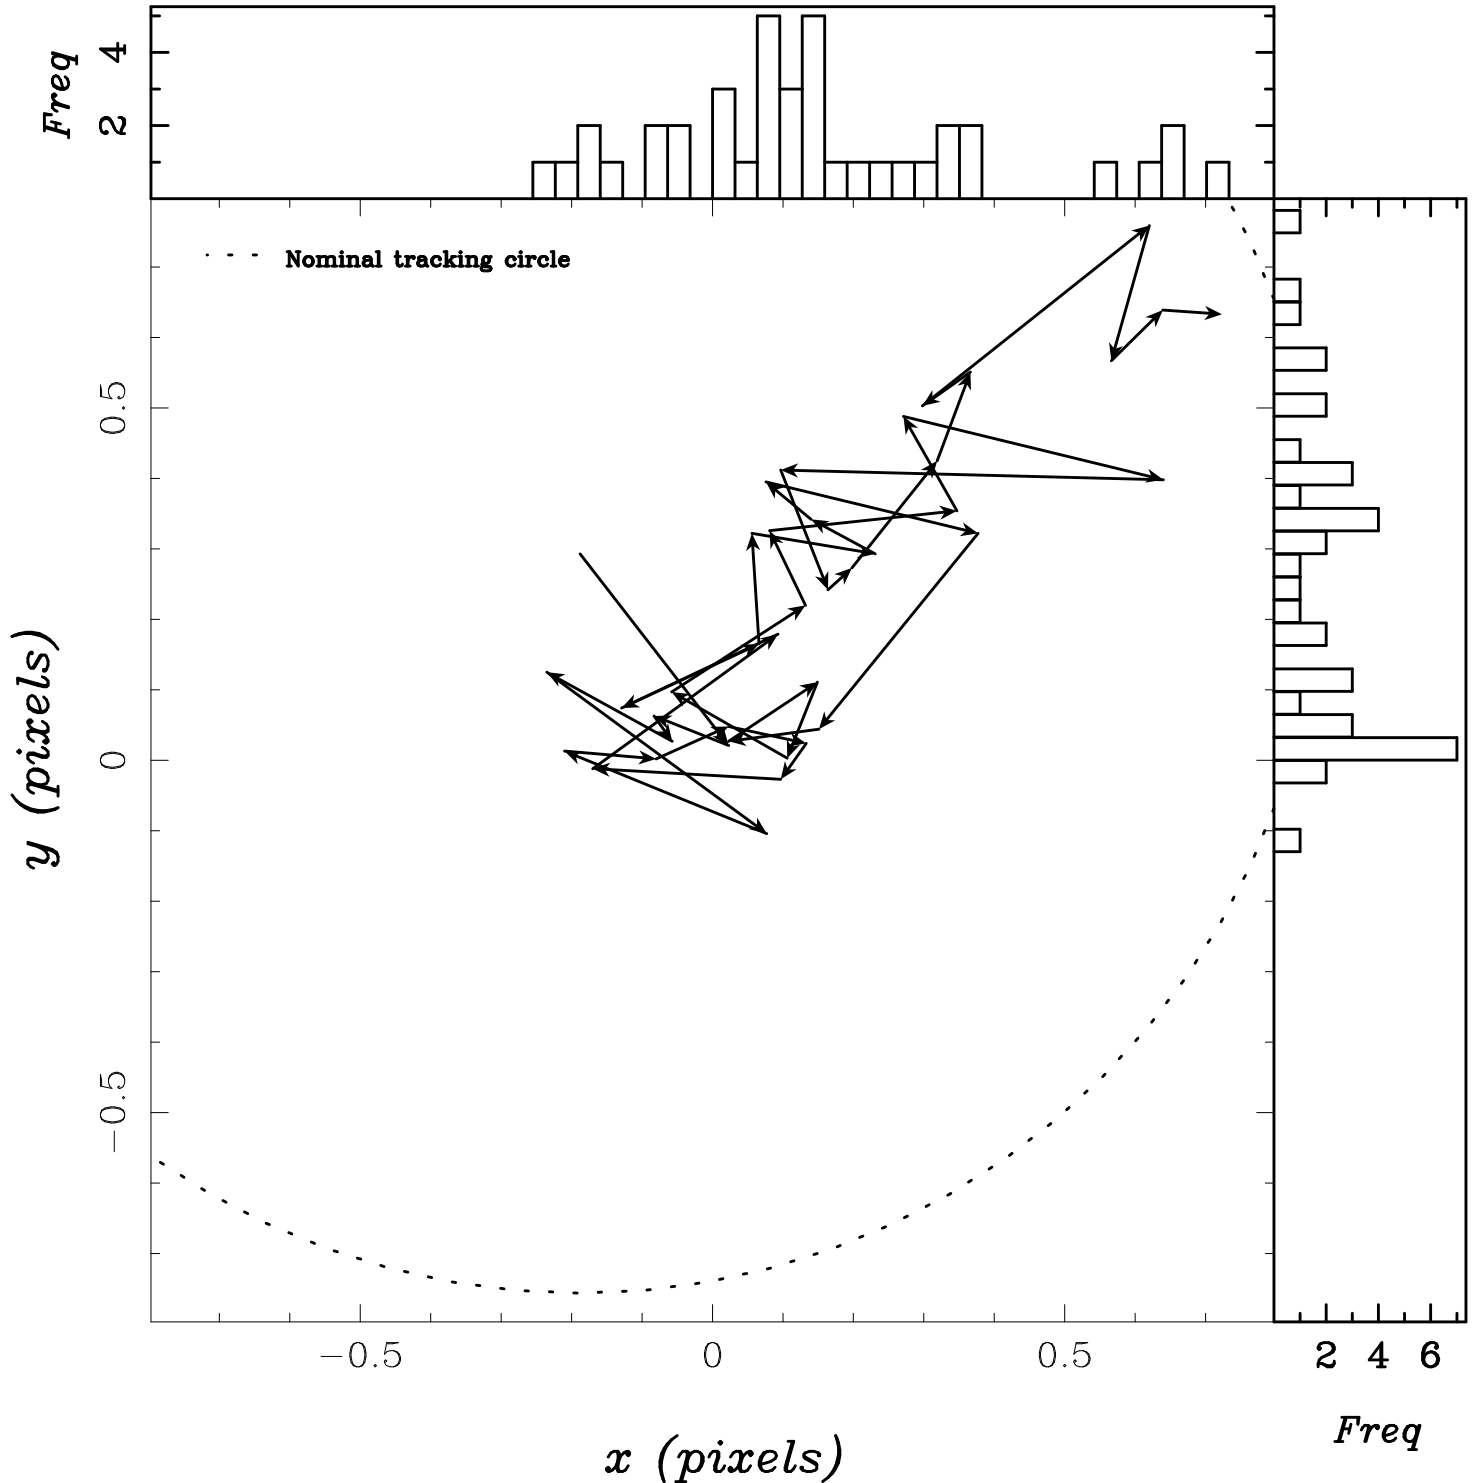 Freq
4
2
Nominal tracking circle
0.5
0
−0.5
y (pixels)
−0.5 0 0.5
2 4 6
Freq
x (pixels)